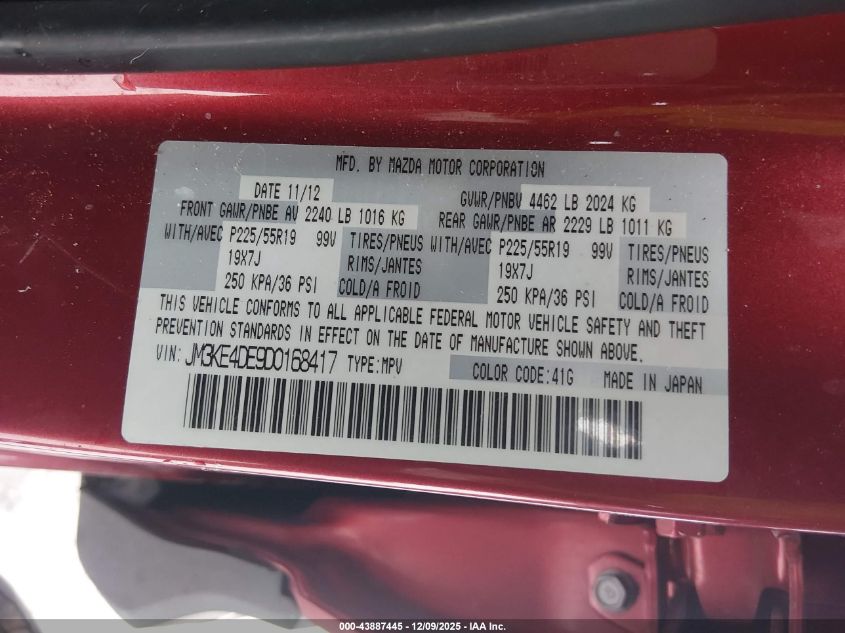 MFD. BY MAZDA MOTOR CORPORATION
DATE 11/12 GVWR/PNBV 4462 LB 2024 KG
FRONT GAWR/PNBE AV 2240 LB 1016 KG REAR GAWR/PNBE AR 2229 LB 1011 KG
WITH/AVEC P225/55R19 99V TIRES/PNEUS WITH/AVEC P225/55R19 99V TIRES/PNEUS
19X7J RIMS/JANTES 19X7J RIMS/JANTES
250 KPA/36 PSI COLD/A FROID 250 KPA/36 PSI COLD/A FROID
THIS VEHICLE CONFORMS TO ALL APPLICABLE FEDERAL MOTOR VEHICLE SAFETY AND THEFT
PREVENTION STANDARDS IN EFFECT ON THE DATE OF MANUFACTURE SHOWN ABOVE.
VIN: JM3KE4DE9D0168417 TYPE:MPV COLOR CODE:41G MADE IN JAPAN
000-43887445 - 12/09/2025 - IAA Inc.